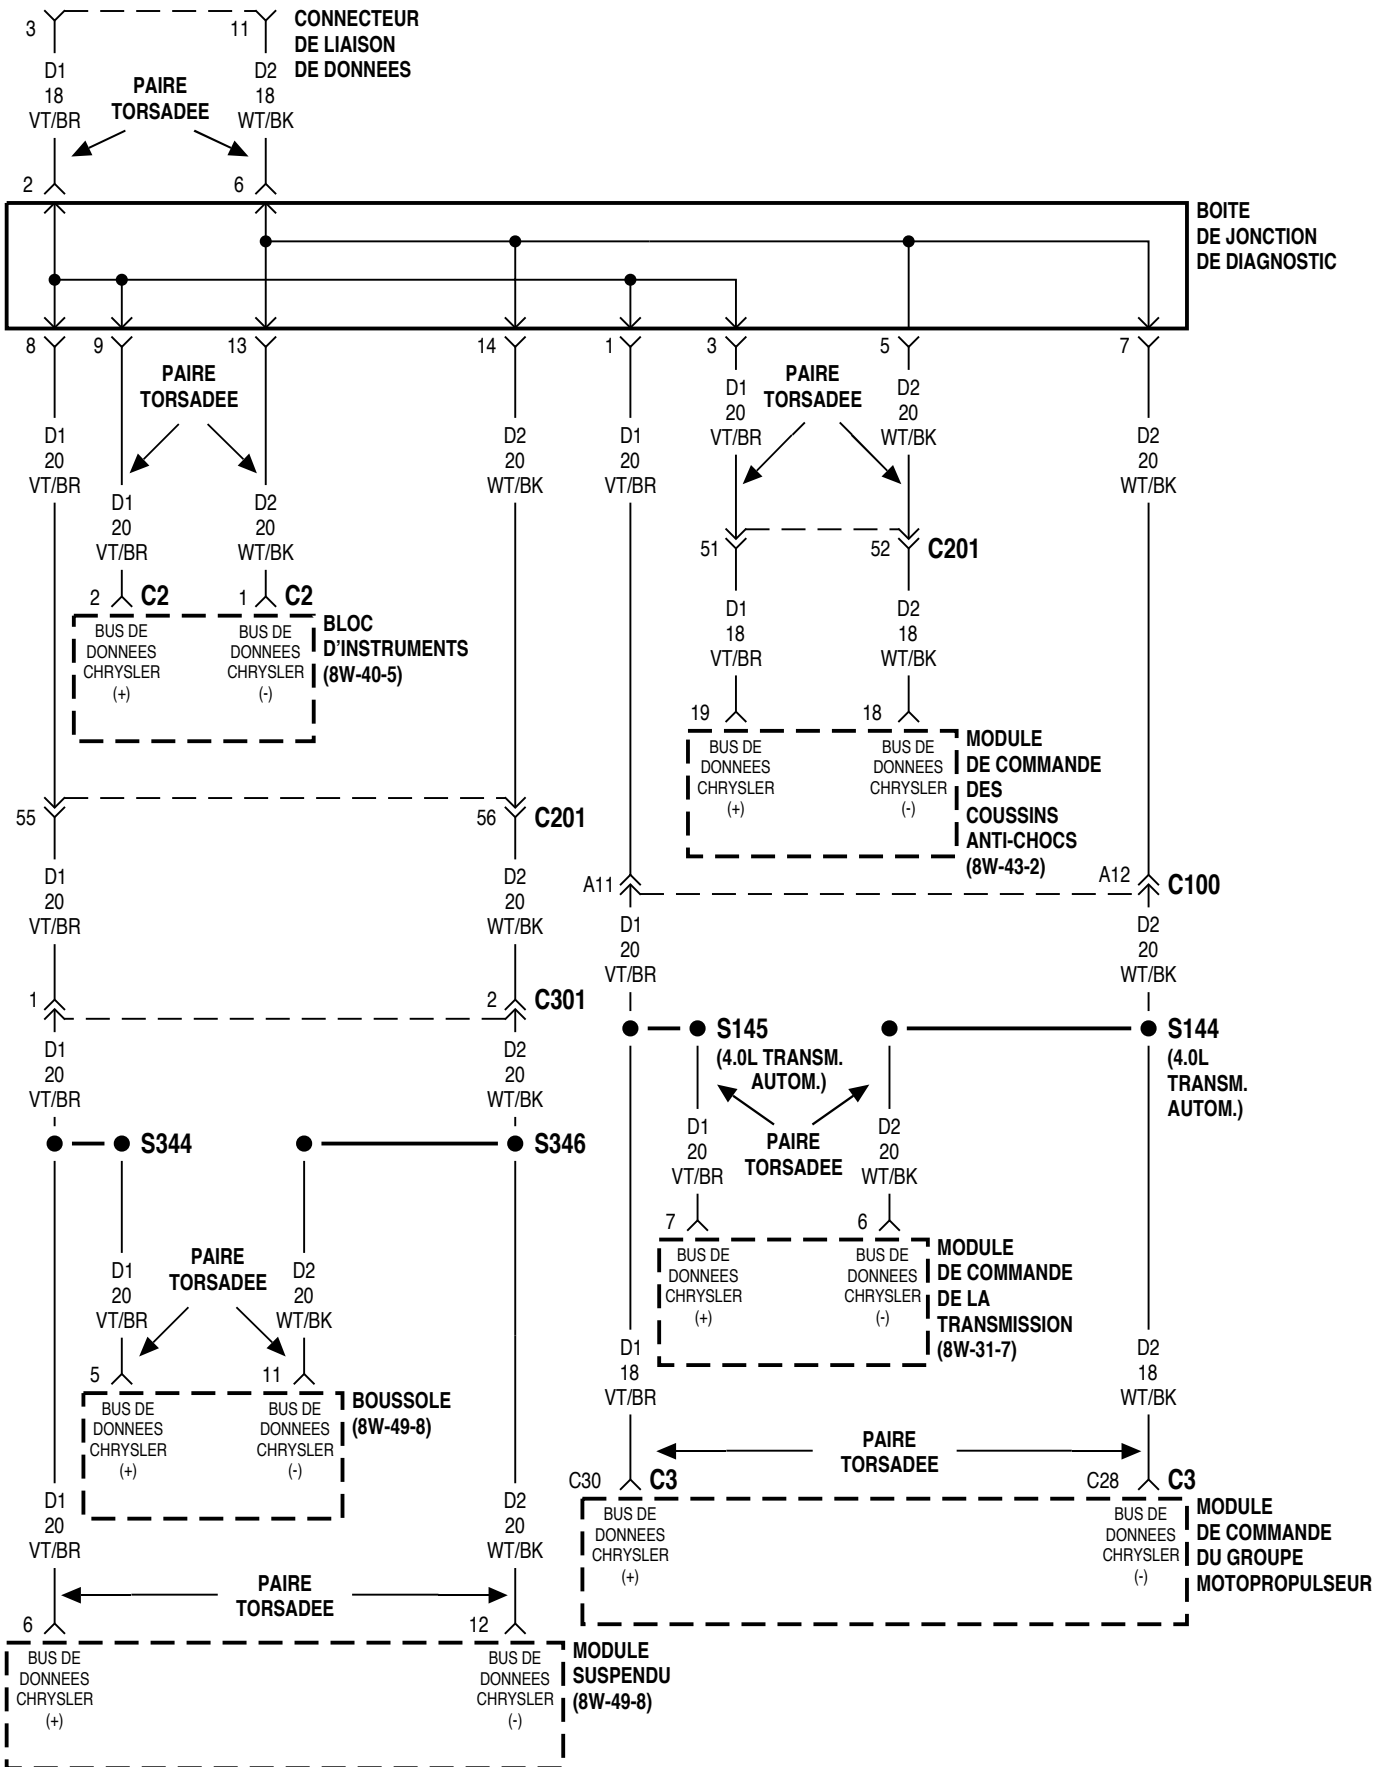 3
11
CONNECTEUR
DE LIAISON
DE DONNEES
D1
18
VT/BR
PAIRE
TORSADEE
D2
18
WT/BK
2
6
BOITE
DE JONCTION
DE DIAGNOSTIC
8
9
13
14
1
3
5
7
PAIRE
TORSADEE
D1
20
VT/BR
PAIRE
TORSADEE
D2
20
WT/BK
D1
20
VT/BR
D2
20
WT/BK
D1
20
VT/BR
D2
20
WT/BK
D1
20
VT/BR
D2
20
WT/BK
51
52
C201
2
C2
1
C2
BUS DE
DONNEES
CHRYSLER
(+)
BUS DE
DONNEES
CHRYSLER
(-)
BLOC
D'INSTRUMENTS
(8W-40-5)
D1
18
VT/BR
D2
18
WT/BK
19
18
BUS DE
DONNEES
CHRYSLER
(+)
BUS DE
DONNEES
CHRYSLER
(-)
MODULE
DE COMMANDE
DES
COUSSINS
ANTI-CHOCS
(8W-43-2)
55
56
C201
D1
20
VT/BR
D2
20
WT/BK
A11
A12
C100
D1
20
VT/BR
D2
20
WT/BK
1
2
C301
D1
20
VT/BR
D2
20
WT/BK
S145
(4.0L TRANSM.
AUTOM.)
S144
(4.0L
TRANSM.
AUTOM.)
D1
20
VT/BR
PAIRE
TORSADEE
D2
20
WT/BK
S344
S346
7
6
BUS DE
DONNEES
CHRYSLER
(+)
BUS DE
DONNEES
CHRYSLER
(-)
MODULE
DE COMMANDE
DE LA
TRANSMISSION
(8W-31-7)
D1
20
VT/BR
PAIRE
TORSADEE
D2
20
WT/BK
5
11
BUS DE
DONNEES
CHRYSLER
(+)
BUS DE
DONNEES
CHRYSLER
(-)
BOUSSOLE
(8W-49-8)
D1
18
VT/BR
D2
18
WT/BK
PAIRE
TORSADEE
C30
C3
C28
C3
BUS DE
DONNEES
CHRYSLER
(+)
BUS DE
DONNEES
CHRYSLER
(-)
MODULE
DE COMMANDE
DU GROUPE
MOTOPROPULSEUR
D1
20
VT/BR
D2
20
WT/BK
PAIRE
TORSADEE
6
12
BUS DE
DONNEES
CHRYSLER
(+)
BUS DE
DONNEES
CHRYSLER
(-)
MODULE
SUSPENDU
(8W-49-8)